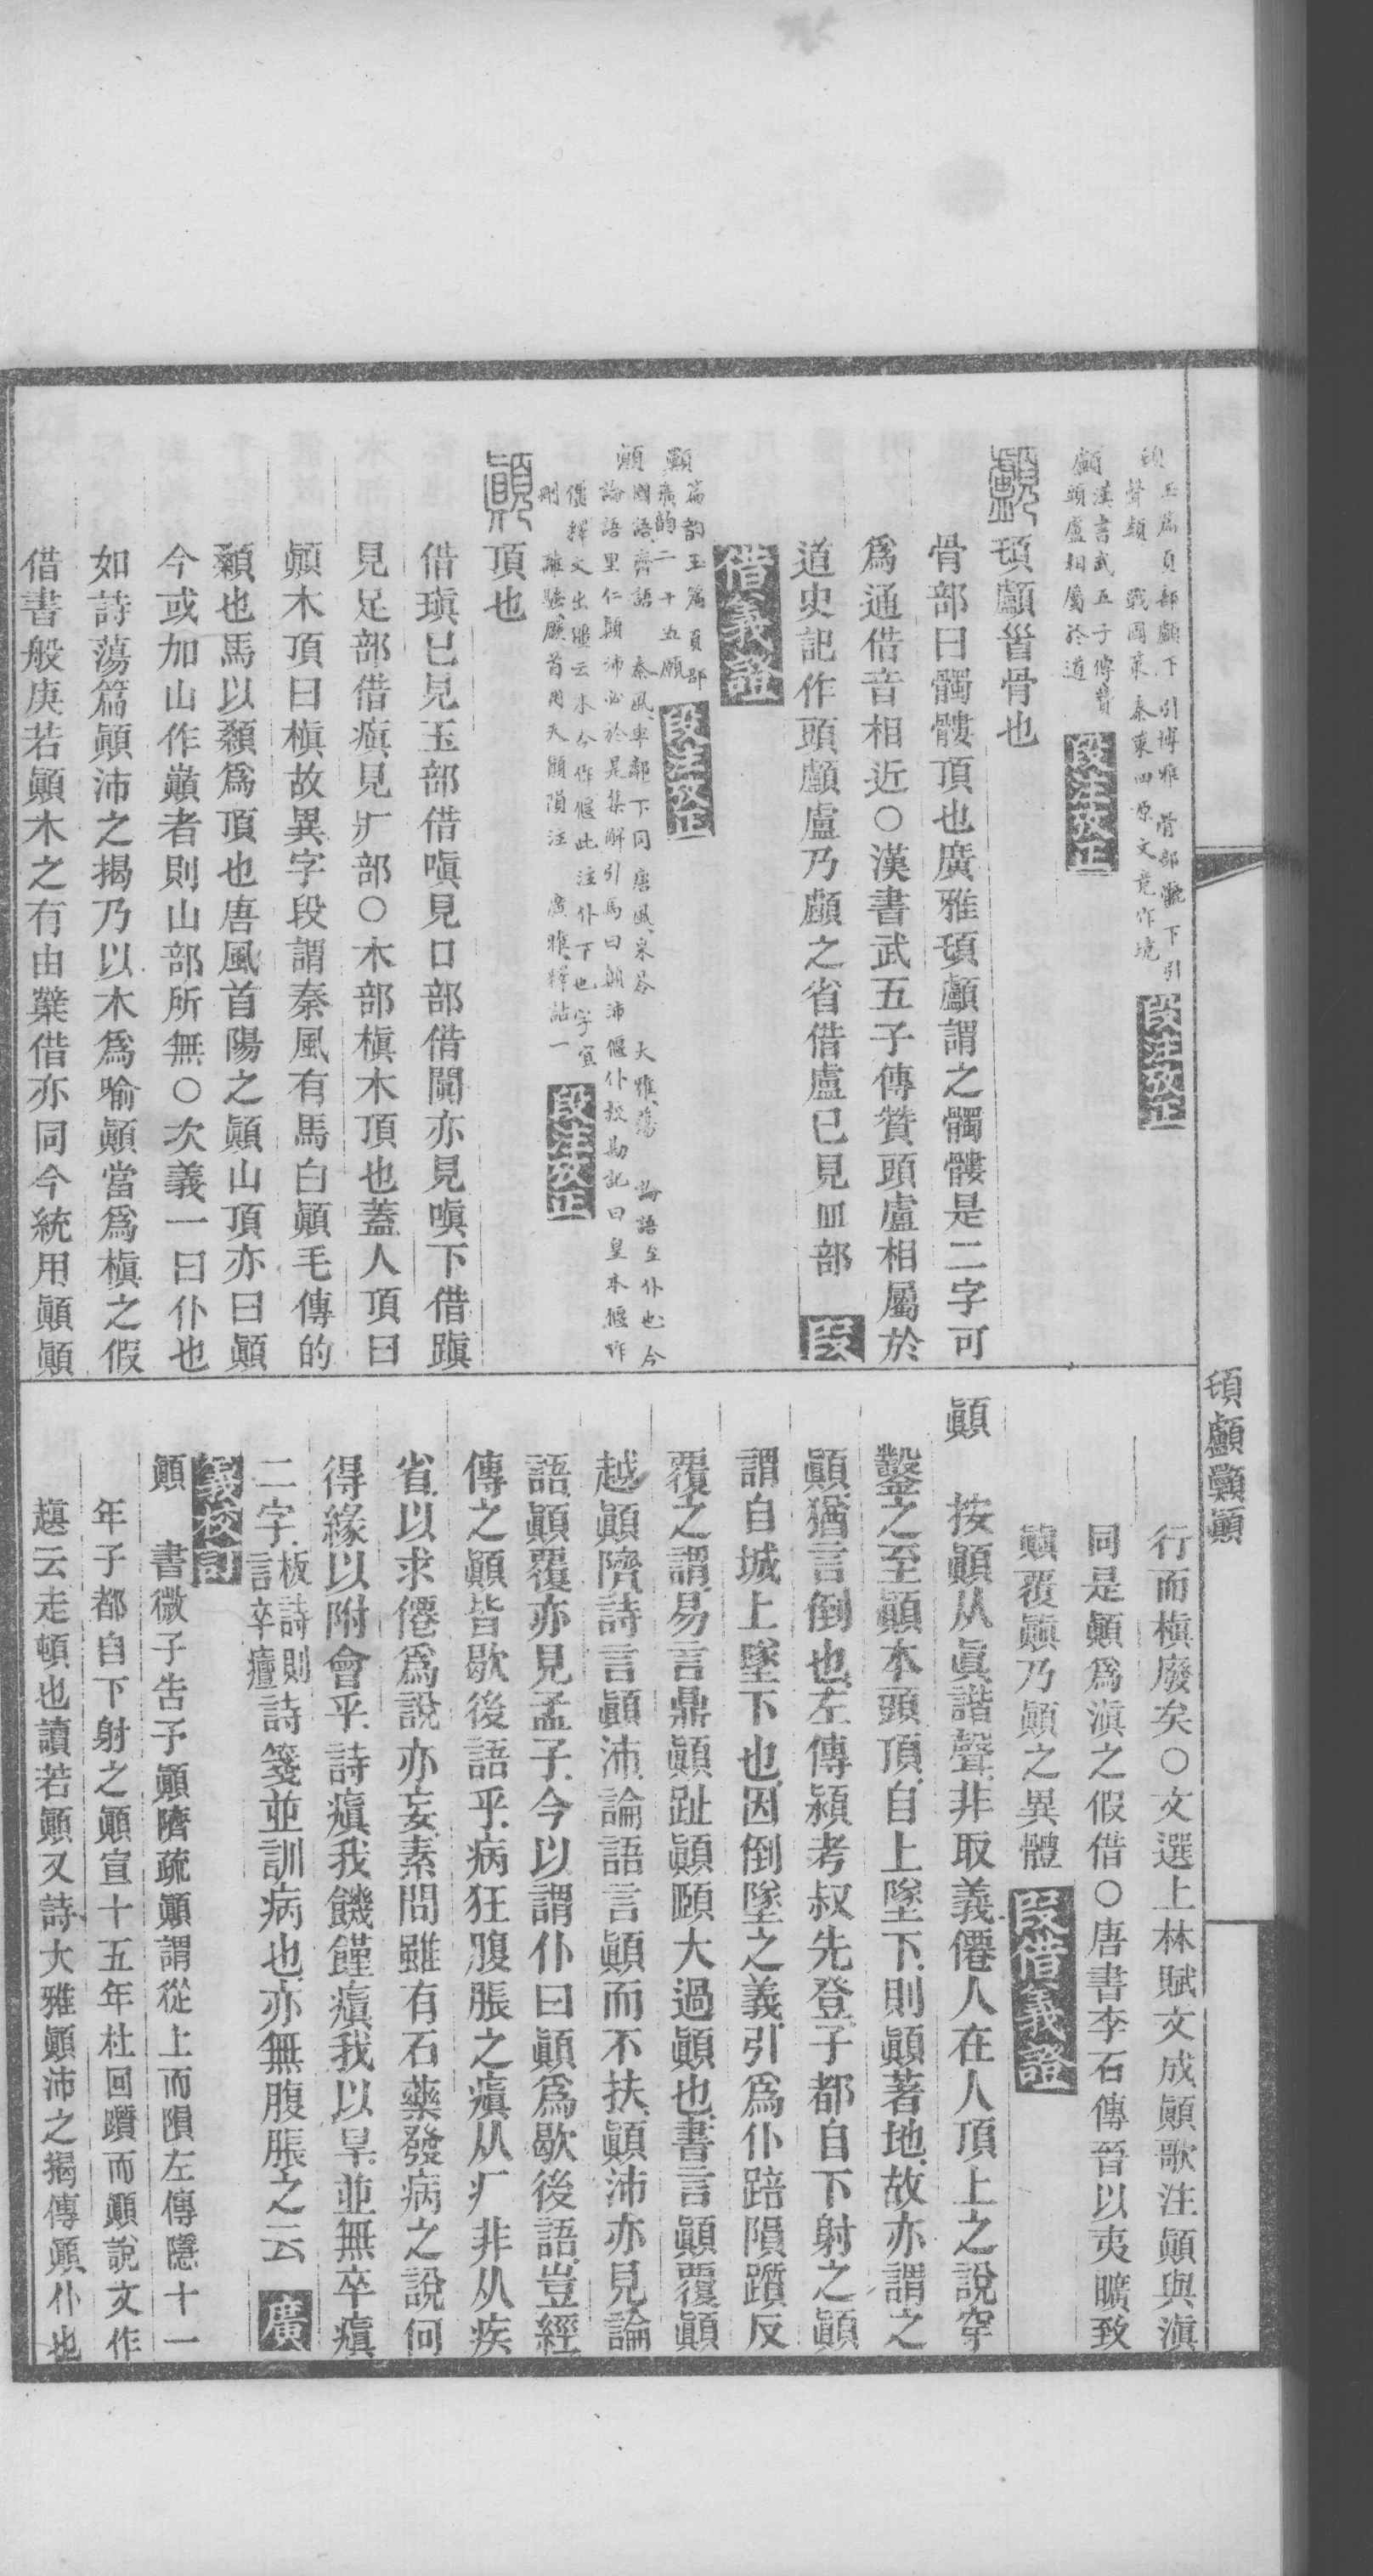 頊顱顠顚
玉篇頁部顱下引博雅 骨部髗下引
聲類 戰國策秦策四原文竟作境 段注攷正
顱 漢書武五子傳贊
頭盧相屬於道 段注攷正
顱 頊顱首骨也
骨部曰髑髏頂也廣雅頊顱謂之髑髏是二字可
爲通借音相近○漢書武五子傳贊頭盧相屬於
道史記作頭顱盧乃顱之省借盧已見皿部 段
借義證
篇韵玉篇頁部
廣韵二十五願 段注攷正
顚 國語齊語 秦風車鄰下同唐風采苓 大雅蕩 論語至仆也今
論語里仁顚沛必於是集解引馬曰顚沛偃仆校勘記曰皇本偃作
僵釋文出僵云本今作偃此注仆下也字宜
刪 離騷厥首用夫顚隕注 廣雅釋詁一 段注攷正
顚 頂也
借瑱已見玉部借嗔見口部借闐亦見嗔下借蹎
見足部借瘨見疒部○木部槇木頂也蓋人頂曰
顚木頂曰槇故異字段謂秦風有馬白顚毛傳的
顙也馬以顙爲頂也唐風首陽之顚山頂亦曰顚
今或加山作巔者則山部所無○次義一曰仆也
如詩蕩篇顚沛之揭乃以木爲喻顚當爲槇之假
借書般庚若顚木之有由蘖借亦同今統用顚顚
行而槇廢矣○文選上林賦文成顚歌注顚與滇
同是顚爲滇之假借○唐書李石傳晉以夷曠致
顚覆顚乃顚之異體 段借義證
顚 按顚从眞諧聲非取義僊人在人頂上之說穿
鑿之至顚本頭頂自上墜下則顚著地故亦謂之
顚猶言倒也左傳潁考叔先登子都自下射之顚
謂自城上墜下也因倒墜之義引爲仆踣隕躓反
覆之謂易言鼎顚趾顚頤大過顚也書言顚覆顚
越顚隮詩言顚沛論語言顚而不扶顚沛亦見論
語顚覆亦見孟子今以謂仆曰顚爲歇後語豈經
傳之顚皆歇後語乎病狂腹脹之瘨从疒非从疾
省以求僊爲說亦妄素問雖有石藥發病之說何
得緣以附會乎詩瘨我饑饉瘨我以旱並無卒瘨
二字板詩則言卒癉詩箋並訓病也亦無腹脹之云 廣
義校固
顚 書微子告予顚隮疏顚謂從上而隕左傳隱十一
年子都自下射之顚宣十五年杜回躓而顚說文作
趚云走頓也讀若顚又詩大雅顚沛之揭傳顚仆也